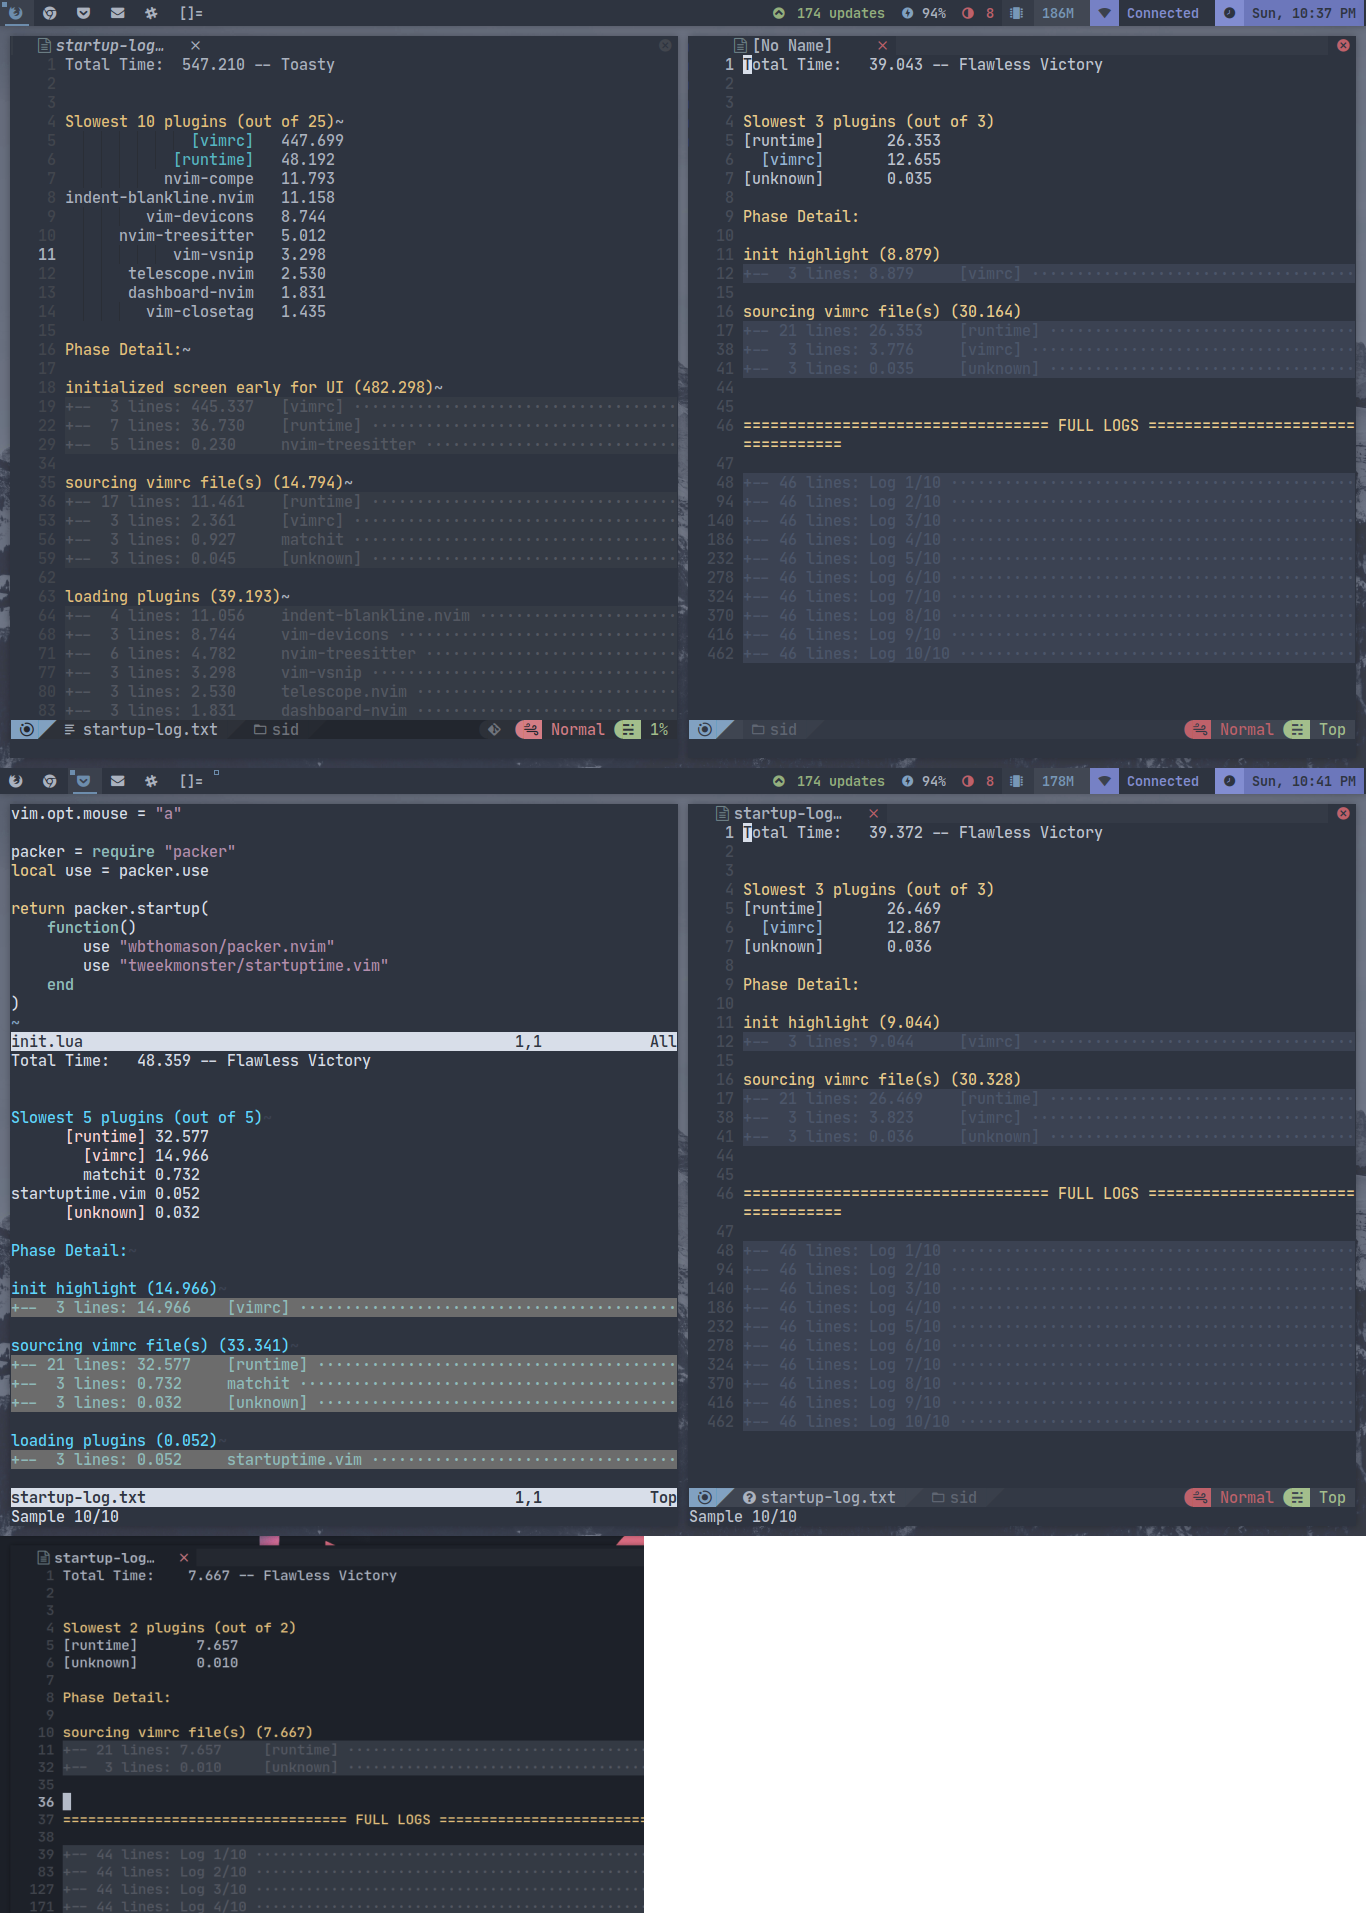 []=
174 updates 94% 8 186M Connected Sun, 10:37 PM
startup-log… ×
1 Total Time: 547.210 -- Toasty
2
3
4 Slowest 10 plugins (out of 25)~
5 [vimrc] 447.699
6 [runtime] 48.192
7 nvim-compe 11.793
8 indent-blankline.nvim 11.158
9 vim-devicons 8.744
10 nvim-treesitter 5.012
11 vim-vsnip 3.298
12 telescope.nvim 2.530
13 dashboard-nvim 1.831
14 vim-closetag 1.435
15
16 Phase Detail:~
17
18 initialized screen early for UI (482.298)~
19 +-- 3 lines: 445.337 [vimrc]
22 +-- 7 lines: 36.730 [runtime]
29 +-- 5 lines: 0.230 nvim-treesitter
34
35 sourcing vimrc file(s) (14.794)~
36 +-- 17 lines: 11.461 [runtime]
53 +-- 3 lines: 2.361 [vimrc]
56 +-- 3 lines: 0.927 matchit
59 +-- 3 lines: 0.045 [unknown]
62
63 loading plugins (39.193)~
64 +-- 4 lines: 11.056 indent-blankline.nvim
68 +-- 3 lines: 8.744 vim-devicons
71 +-- 6 lines: 4.782 nvim-treesitter
77 +-- 3 lines: 3.298 vim-vsnip
80 +-- 3 lines: 2.530 telescope.nvim
83 +-- 3 lines: 1.831 dashboard-nvim
startup-log.txt sid Normal 1%
[No Name] ×
1 Total Time: 39.043 -- Flawless Victory
2
3
4 Slowest 3 plugins (out of 3)
5 [runtime] 26.353
6 [vimrc] 12.655
7 [unknown] 0.035
8
9 Phase Detail:
10
11 init highlight (8.879)
12 +-- 3 lines: 8.879 [vimrc]
15
16 sourcing vimrc file(s) (30.164)
17 +-- 21 lines: 26.353 [runtime]
38 +-- 3 lines: 3.776 [vimrc]
41 +-- 3 lines: 0.035 [unknown]
44
45
46 ================================== FULL LOGS =======================
===========
47
48 +-- 46 lines: Log 1/10
94 +-- 46 lines: Log 2/10
140 +-- 46 lines: Log 3/10
186 +-- 46 lines: Log 4/10
232 +-- 46 lines: Log 5/10
278 +-- 46 lines: Log 6/10
324 +-- 46 lines: Log 7/10
370 +-- 46 lines: Log 8/10
416 +-- 46 lines: Log 9/10
462 +-- 46 lines: Log 10/10
sid Normal Top
[]=
174 updates 94% 8 178M Connected Sun, 10:41 PM
vim.opt.mouse = "a"
packer = require "packer"
local use = packer.use
return packer.startup(
function()
use "wbthomason/packer.nvim"
use "tweekmonster/startuptime.vim"
end
)
~
init.lua 1,1 All
Total Time: 48.359 -- Flawless Victory
Slowest 5 plugins (out of 5)~
[runtime] 32.577
[vimrc] 14.966
matchit 0.732
startuptime.vim 0.052
[unknown] 0.032
Phase Detail:~
init highlight (14.966)~
+-- 3 lines: 14.966 [vimrc]
sourcing vimrc file(s) (33.341)~
+-- 21 lines: 32.577 [runtime]
+-- 3 lines: 0.732 matchit
+-- 3 lines: 0.032 [unknown]
loading plugins (0.052)~
+-- 3 lines: 0.052 startuptime.vim
startup-log.txt 1,1 Top
Sample 10/10
startup-log… ×
1 Total Time: 39.372 -- Flawless Victory
2
3
4 Slowest 3 plugins (out of 3)
5 [runtime] 26.469
6 [vimrc] 12.867
7 [unknown] 0.036
8
9 Phase Detail:
10
11 init highlight (9.044)
12 +-- 3 lines: 9.044 [vimrc]
15
16 sourcing vimrc file(s) (30.328)
17 +-- 21 lines: 26.469 [runtime]
38 +-- 3 lines: 3.823 [vimrc]
41 +-- 3 lines: 0.036 [unknown]
44
45
46 ================================== FULL LOGS =======================
===========
47
48 +-- 46 lines: Log 1/10
94 +-- 46 lines: Log 2/10
140 +-- 46 lines: Log 3/10
186 +-- 46 lines: Log 4/10
232 +-- 46 lines: Log 5/10
278 +-- 46 lines: Log 6/10
324 +-- 46 lines: Log 7/10
370 +-- 46 lines: Log 8/10
416 +-- 46 lines: Log 9/10
462 +-- 46 lines: Log 10/10
startup-log.txt sid Normal Top
Sample 10/10
startup-log… ×
1 Total Time: 7.667 -- Flawless Victory
2
3
4 Slowest 2 plugins (out of 2)
5 [runtime] 7.657
6 [unknown] 0.010
7
8 Phase Detail:
9
10 sourcing vimrc file(s) (7.667)
11 +-- 21 lines: 7.657 [runtime]
32 +-- 3 lines: 0.010 [unknown]
35
36
37 ================================== FULL LOGS =========================
38
39 +-- 44 lines: Log 1/10
83 +-- 44 lines: Log 2/10
127 +-- 44 lines: Log 3/10
171 +-- 44 lines: Log 4/10